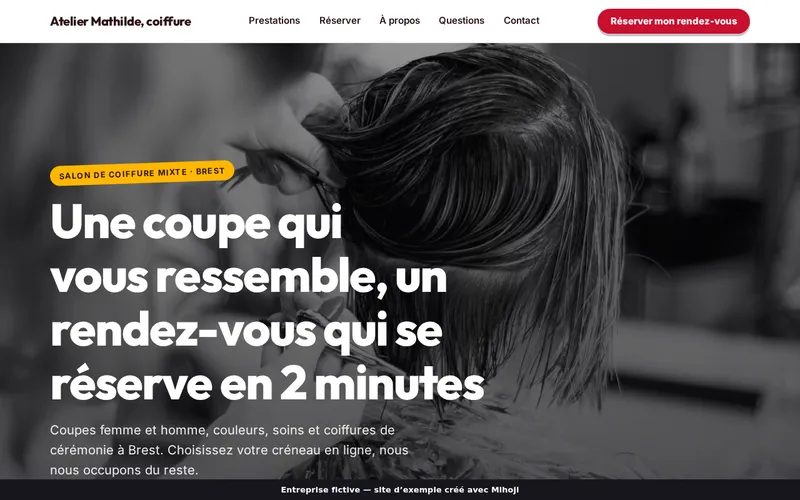 Atelier Mathilde, coiffure
Prestations
Réserver
À propos
Questions
Contact
Réserver mon rendez-vous
SALON DE COIFFURE MIXTE · BREST
Une coupe qui
vous ressemble, un
rendez-vous qui se
réserve en 2 minutes
Coupes femme et homme, couleurs, soins et coiffures de
cérémonie à Brest. Choisissez votre créneau en ligne, nous
nous occupons du reste.
Entreprise fictive — site d’exemple créé avec Mihoji